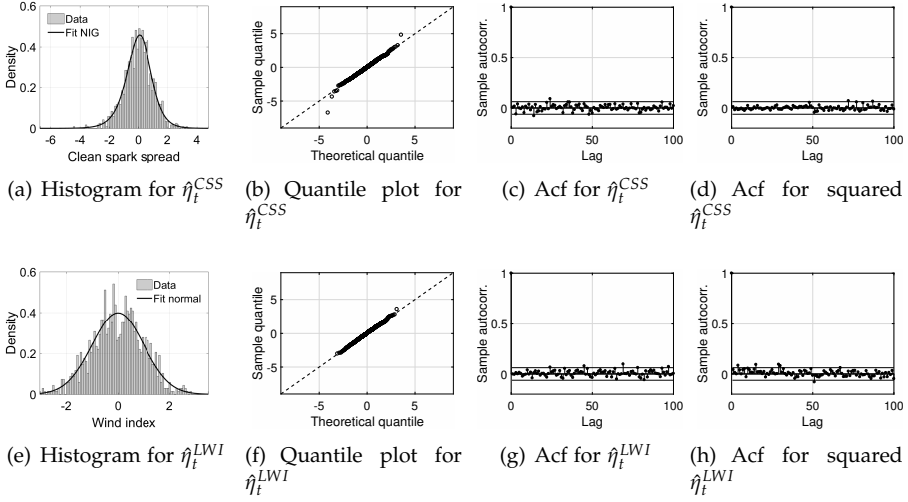 0.6
0.4
0.2
0
Density
Data
Fit NIG
-6 -4 -2 0 2 4
Clean spark spread
5
0
-5
Sample quantile
-5 0 5
Theoretical quantile
1
0.5
0
Sample autocorr.
0 50 100
Lag
1
0.5
0
Sample autocorr.
0 50 100
Lag
(a) Histogram for η̂_t^{CSS}
(b) Quantile plot for
η̂_t^{CSS}
(c) Acf for η̂_t^{CSS}
(d) Acf for squared
η̂_t^{CSS}
0.6
0.4
0.2
0
Density
Data
Fit normal
-2 0 2
Wind index
5
0
-5
Sample quantile
-5 0 5
Theoretical quantile
1
0.5
0
Sample autocorr.
0 50 100
Lag
1
0.5
0
Sample autocorr.
0 50 100
Lag
(e) Histogram for η̂_t^{LWI}
(f) Quantile plot for
η̂_t^{LWI}
(g) Acf for η̂_t^{LWI}
(h) Acf for squared
η̂_t^{LWI}